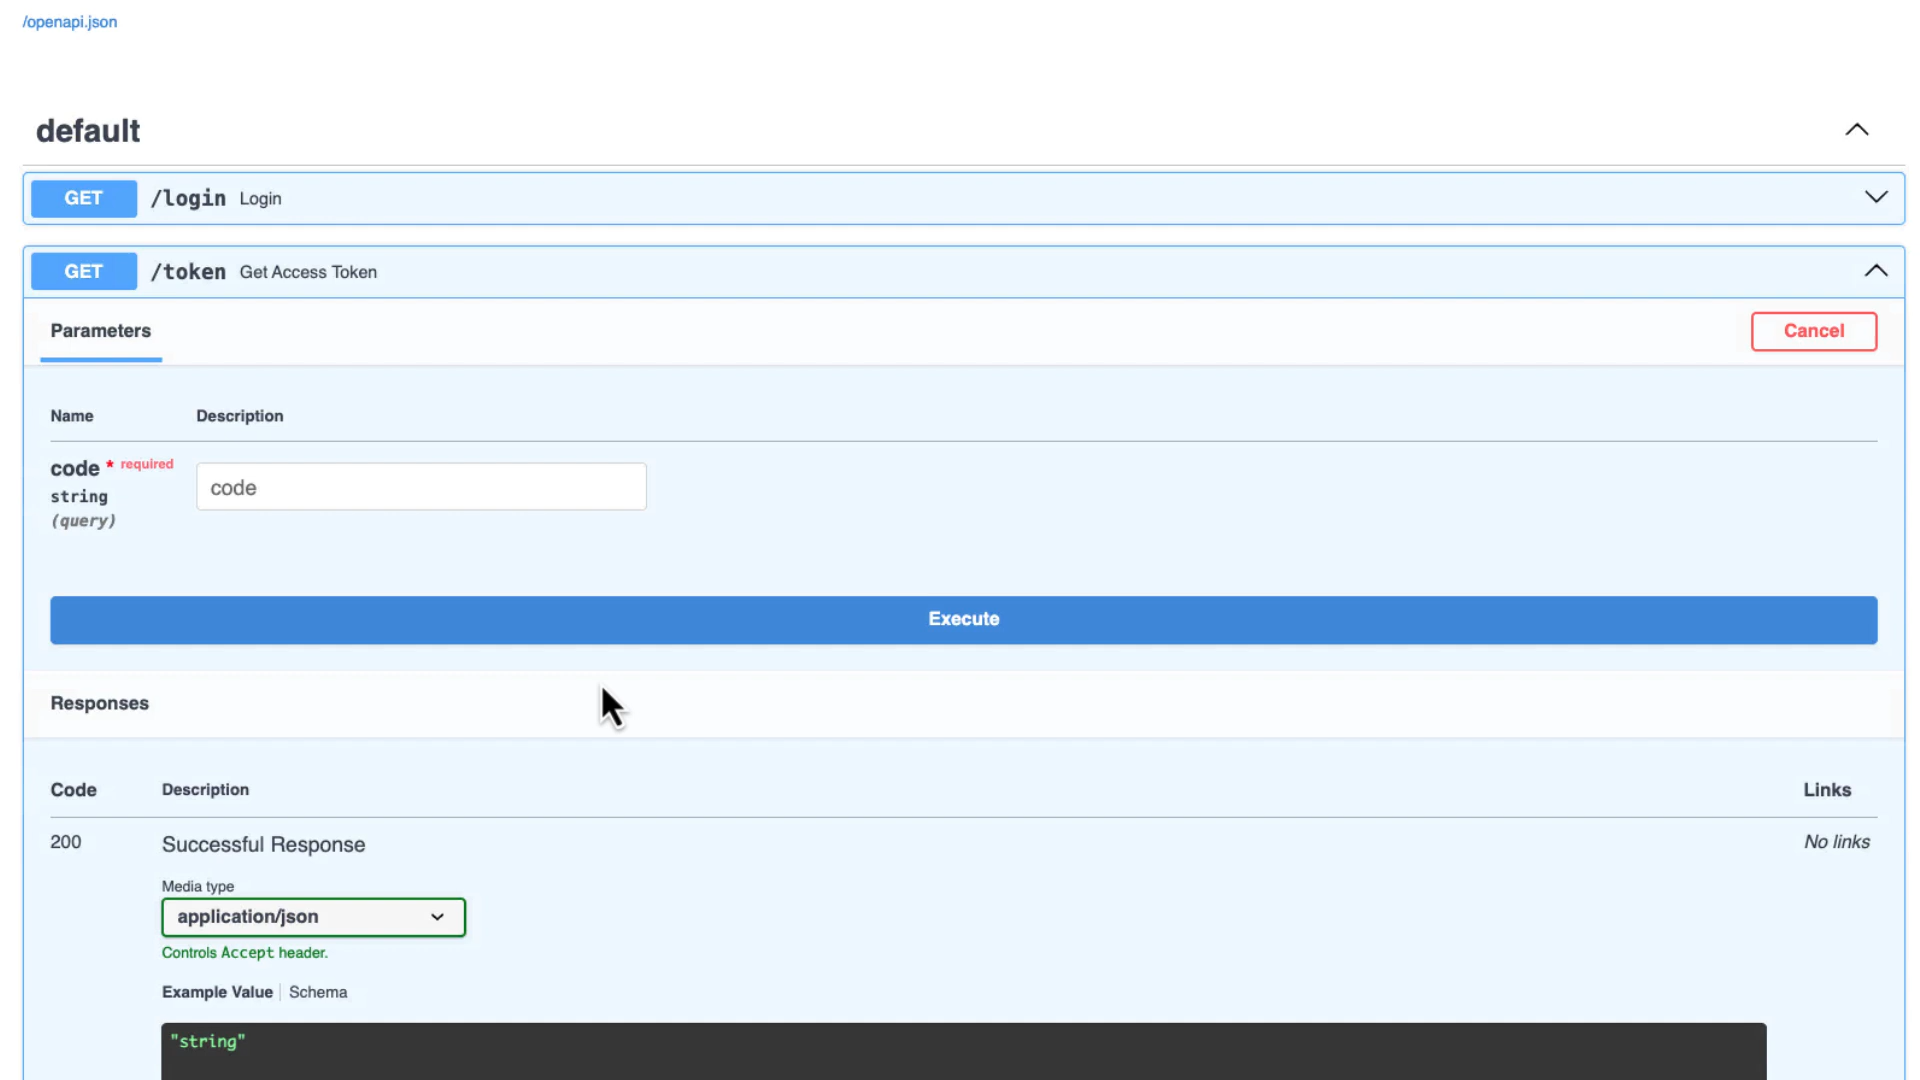 /openapi.json
default
GET /login Login
GET /token Get Access Token
Parameters
Cancel
Name Description
code * required
string
(query)
code
Execute
Responses
Code Description Links
200 Successful Response No links
Media type
application/json
Controls Accept header.
Example Value Schema
"string"